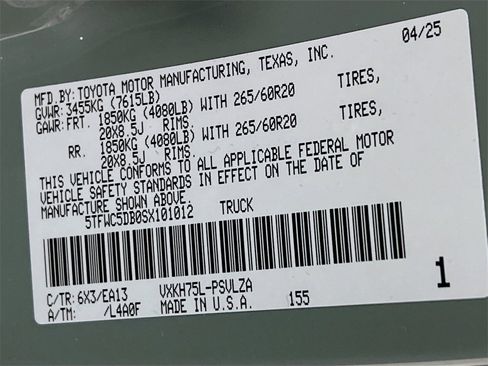 MFD.BY: TOYOTA MOTOR MANUFACTURING, TEXAS, INC. 04/25
GVWR: 3455KG (7615LB)
GAWR: FRT. 1850KG (4080LB) WITH 265/60R20 TIRES,
20X8.5J RIMS.
RR. 1850KG (4080LB) WITH 265/60R20 TIRES,
20X8.5J RIMS.
THIS VEHICLE CONFORMS TO ALL APPLICABLE FEDERAL MOTOR
VEHICLE SAFETY STANDARDS IN EFFECT ON THE DATE OF
MANUFACTURE SHOWN ABOVE.
5TFWC5DB0SX101012 TRUCK
C/TR: 6X3/EA13 VXKH75L-PSVLZA
A/TM: /L4A0F MADE IN U.S.A. 155 1